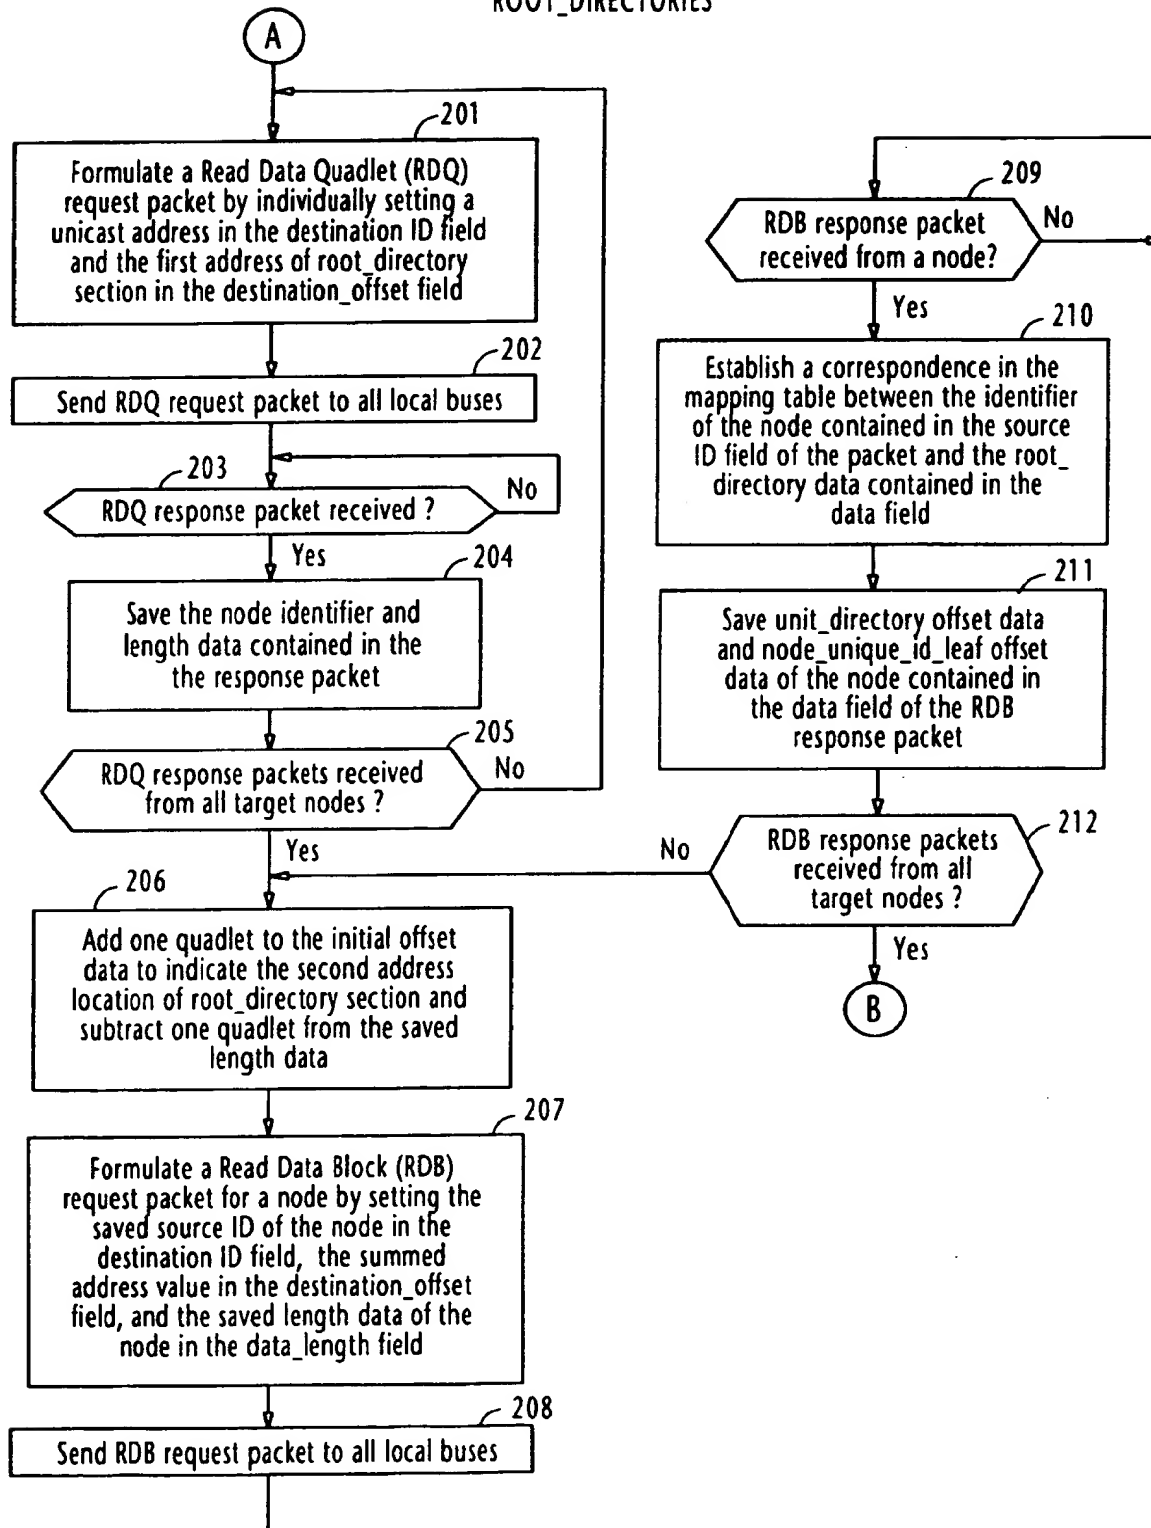 ROOT_DIRECTORIES
A
201
Formulate a Read Data Quadlet (RDQ)
request packet by individually setting a
unicast address in the destination ID field
and the first address of root_directory
section in the destination_offset field
202
Send RDQ request packet to all local buses
203
RDQ response packet received ?
No
Yes
204
Save the node identifier and
length data contained in the
the response packet
205
RDQ response packets received
from all target nodes ?
No
Yes
206
Add one quadlet to the initial offset
data to indicate the second address
location of root_directory section and
subtract one quadlet from the saved
length data
207
Formulate a Read Data Block (RDB)
request packet for a node by setting the
saved source ID of the node in the
destination ID field, the summed
address value in the destination_offset
field, and the saved length data of the
node in the data_length field
208
Send RDB request packet to all local buses
209
RDB response packet
received from a node?
No
Yes
210
Establish a correspondence in the
mapping table between the identifier
of the node contained in the source
ID field of the packet and the root_
directory data contained in the
data field
211
Save unit_directory offset data
and node_unique_id_leaf offset
data of the node contained in
the data field of the RDB
response packet
212
RDB response packets
received from all
target nodes ?
No
Yes
B